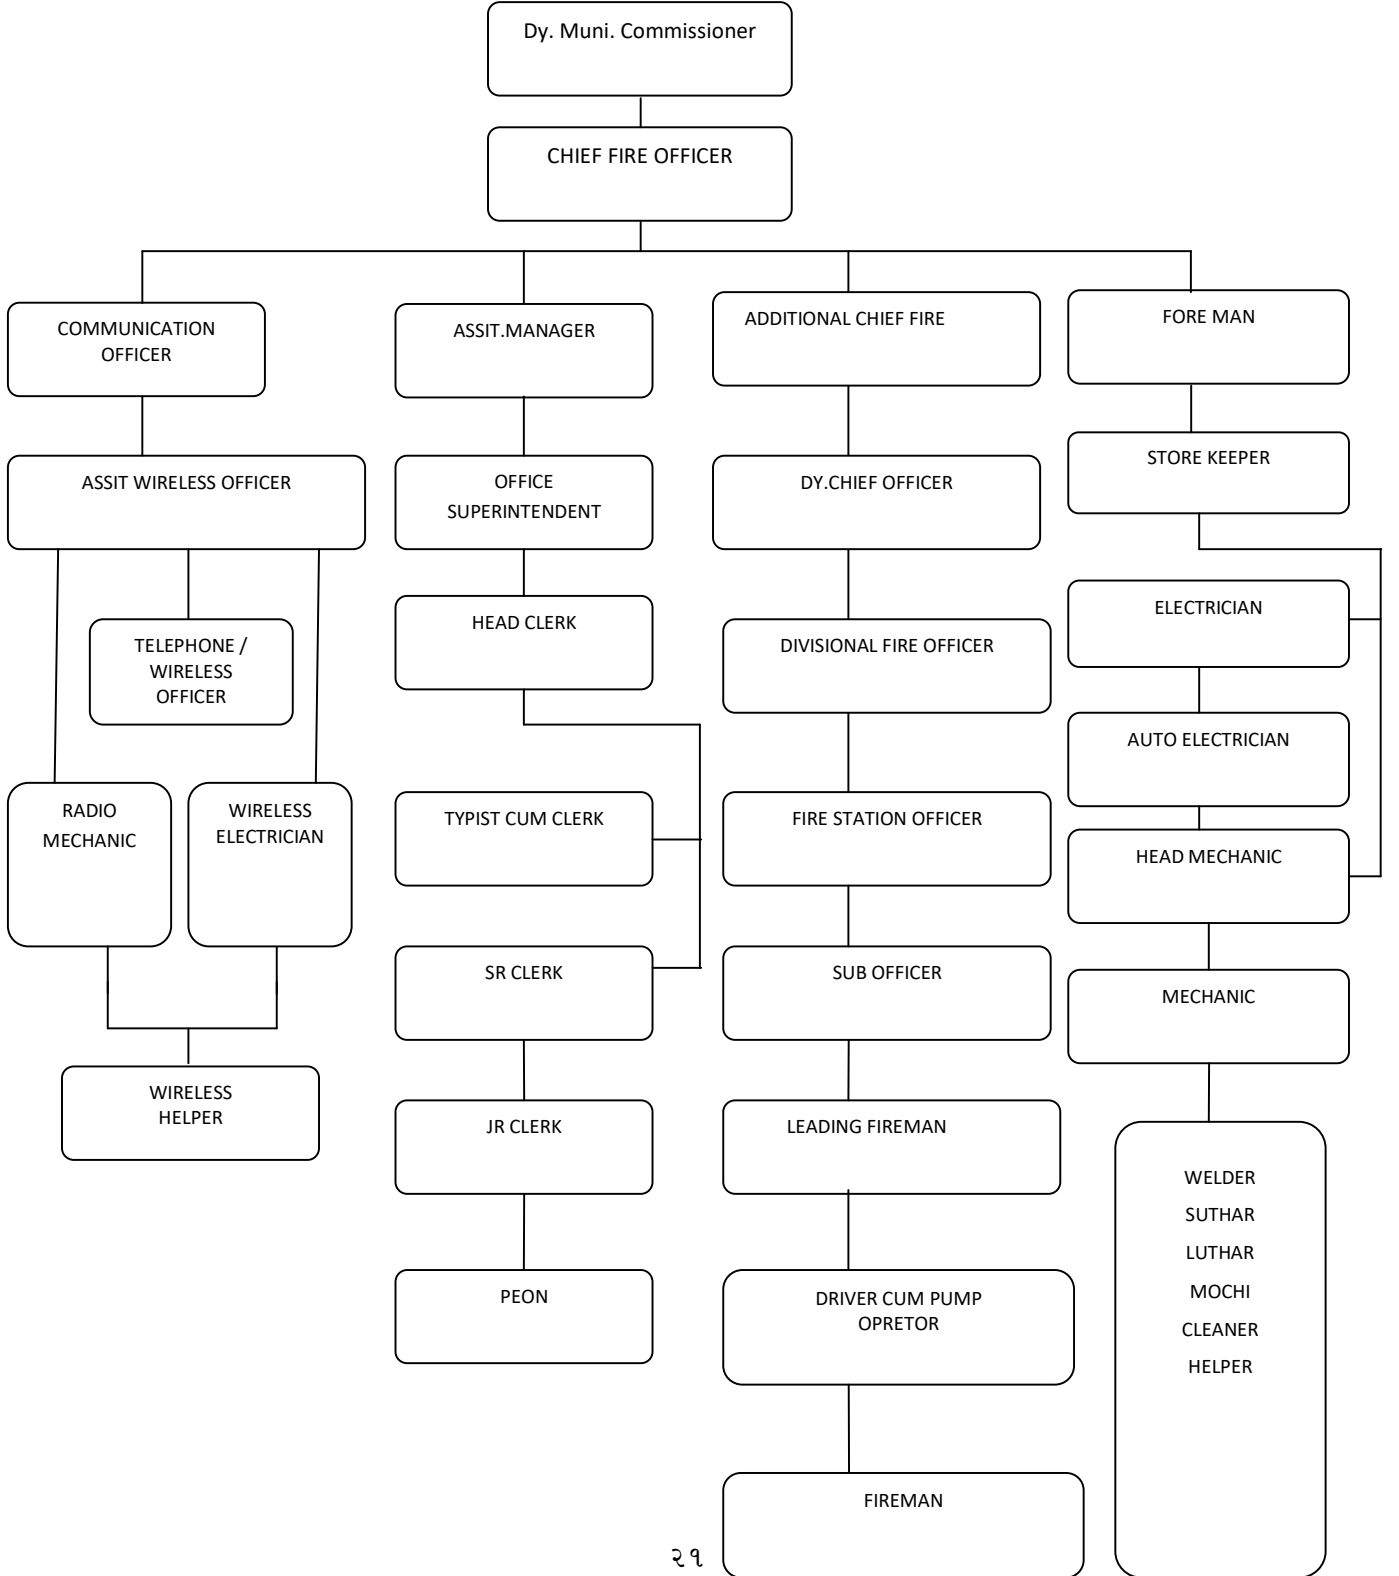 Dy. Muni. Commissioner
CHIEF FIRE OFFICER
COMMUNICATION
OFFICER
ASSIT.MANAGER
ADDITIONAL CHIEF FIRE
FORE MAN
ASSIT WIRELESS OFFICER
OFFICE
SUPERINTENDENT
DY.CHIEF OFFICER
STORE KEEPER
TELEPHONE /
WIRELESS
OFFICER
HEAD CLERK
DIVISIONAL FIRE OFFICER
ELECTRICIAN
AUTO ELECTRICIAN
RADIO
MECHANIC
WIRELESS
ELECTRICIAN
TYPIST CUM CLERK
FIRE STATION OFFICER
HEAD MECHANIC
SR CLERK
SUB OFFICER
MECHANIC
WIRELESS
HELPER
JR CLERK
LEADING FIREMAN
WELDER
SUTHAR
LUTHAR
MOCHI
CLEANER
HELPER
PEON
DRIVER CUM PUMP
OPRETOR
FIREMAN
૨૧